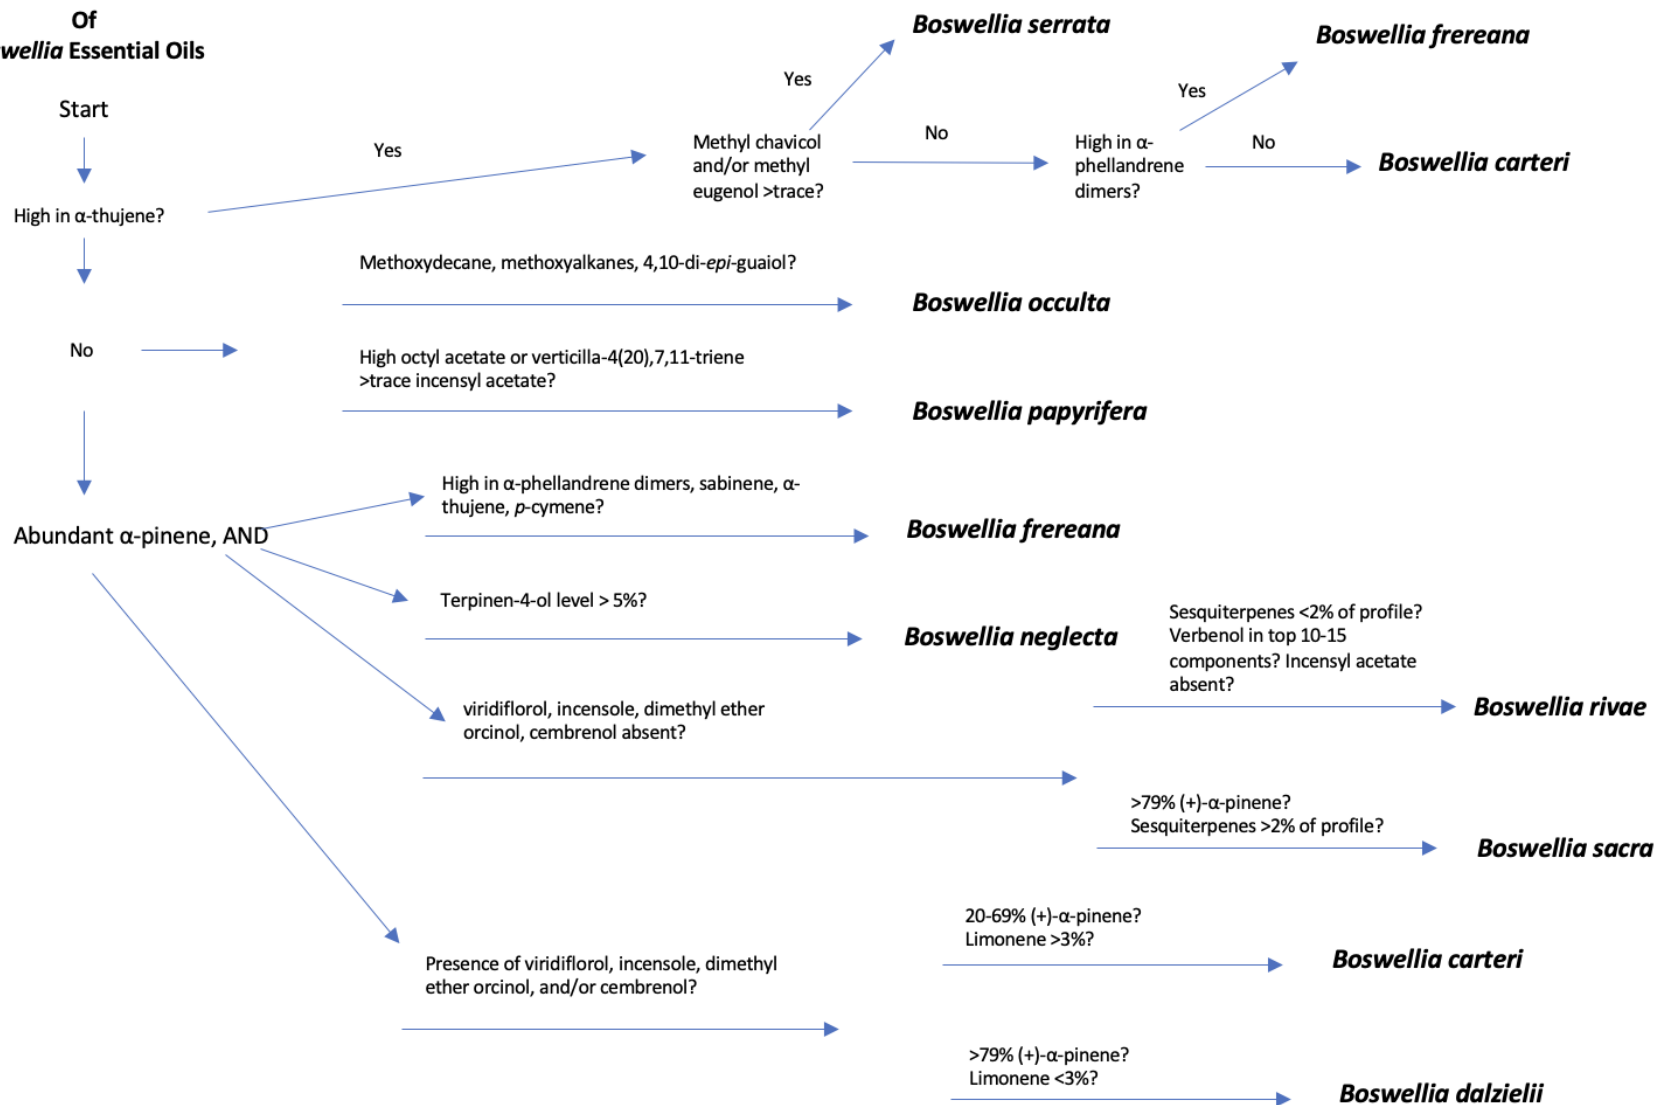 Of
wellia Essential Oils
Start
High in α-thujene?
Yes
Methyl chavicol
and/or methyl
eugenol >trace?
Yes
Boswellia serrata
No
High in α-
phellandrene
dimers?
Yes
Boswellia frereana
No
Boswellia carteri
No
Methoxydecane, methoxyalkanes, 4,10-di-epi-guaiol?
Boswellia occulta
High octyl acetate or verticilla-4(20),7,11-triene
>trace incensyl acetate?
Boswellia papyrifera
Abundant α-pinene, AND
High in α-phellandrene dimers, sabinene, α-
thujene, p-cymene?
Boswellia frereana
Terpinen-4-ol level > 5%?
Boswellia neglecta
viridiflorol, incensole, dimethyl ether
orcinol, cembrenol absent?
Sesquiterpenes <2% of profile?
Verbenol in top 10-15
components? Incensyl acetate
absent?
Boswellia rivae
>79% (+)-α-pinene?
Sesquiterpenes >2% of profile?
Boswellia sacra
Presence of viridiflorol, incensole, dimethyl
ether orcinol, and/or cembrenol?
20-69% (+)-α-pinene?
Limonene >3%?
Boswellia carteri
>79% (+)-α-pinene?
Limonene <3%?
Boswellia dalzielii